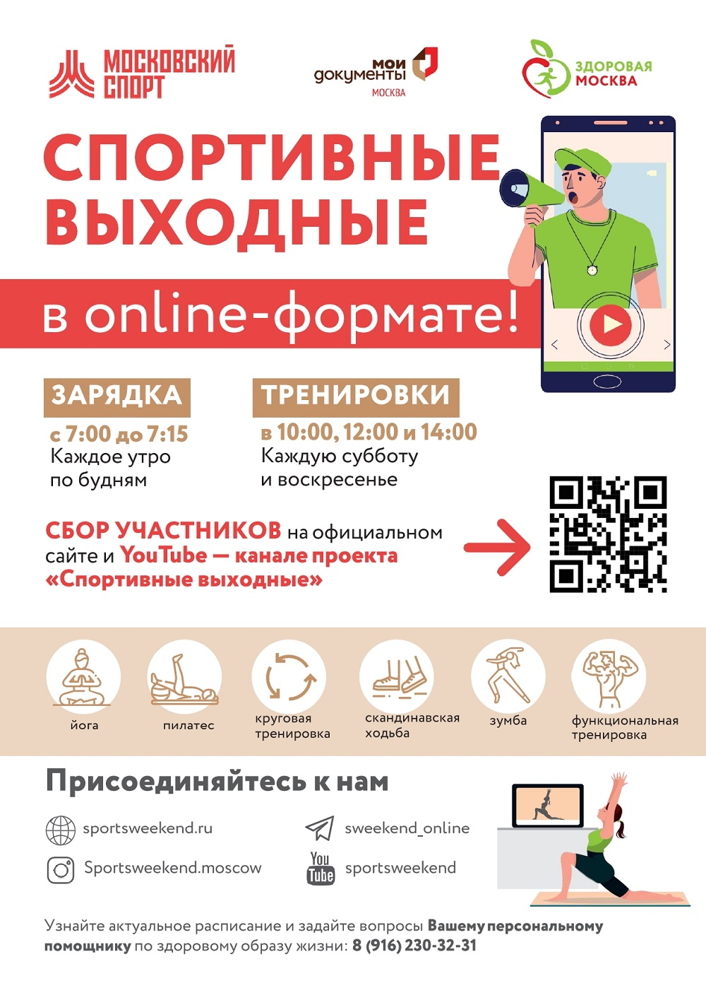 МОСКОВСКИЙ
СПОРТ
МОИ
ДОКУМЕНТЫ
МОСКВА
ЗДОРОВАЯ
МОСКВА
СПОРТИВНЫЕ
ВЫХОДНЫЕ
в online-формате!
ЗАРЯДКА
с 7:00 до 7:15
Каждое утро
по будням
ТРЕНИРОВКИ
в 10:00, 12:00 и 14:00
Каждую субботу
и воскресенье
СБОР УЧАСТНИКОВ на официальном
сайте и YouTube — канале проекта
«Спортивные выходные»
йога
пилатес
круговая
тренировка
скандинавская
ходьба
зумба
функциональная
тренировка
Присоединяйтесь к нам
sportsweekend.ru
sweekend_online
Sportsweekend.moscow
You
Tube
sportsweekend
Узнайте актуальное расписание и задайте вопросы Вашему персональному
помощнику по здоровому образу жизни: 8 (916) 230-32-31